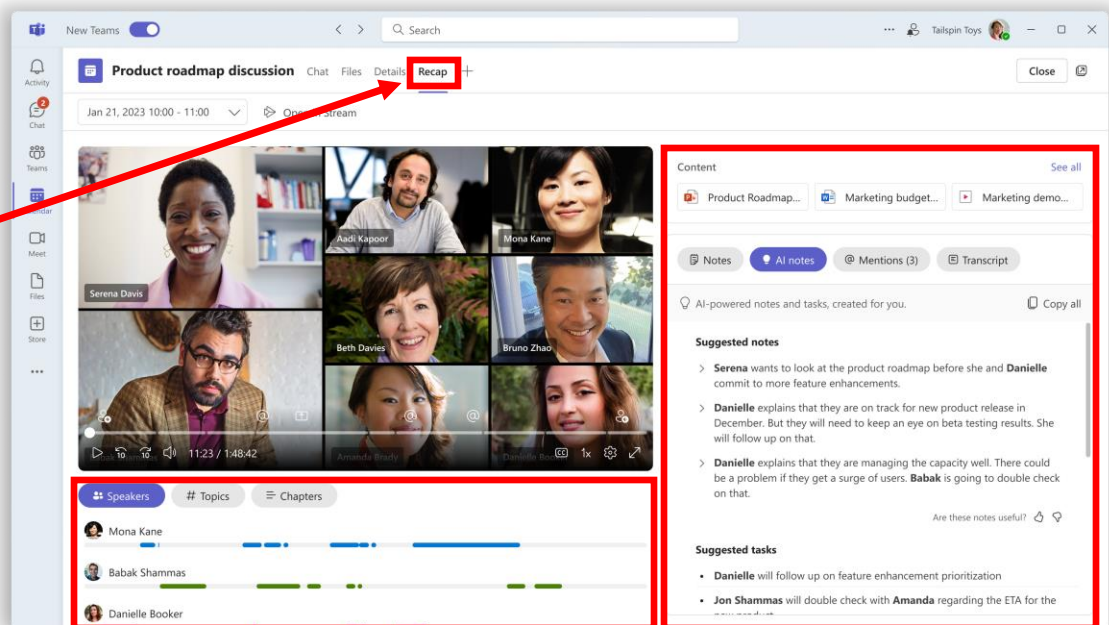 New Teams
Search
Tailspin Toys
Activity
Product roadmap discussion Chat Files Details Recap
Close
2
Chat
Jan 21, 2023 10:00 - 11:00
Stream
Teams
Meet
Files
Store
Aadi Kapoor
Mona Kane
Serena Davis
Beth Davies
Bruno Zhao
10 10 11:23 / 1:48:42
Amanda Brady
CC 1x
Speakers # Topics Chapters
Mona Kane
Babak Shammas
Danielle Booker
Content See all
Product Roadmap... Marketing budget... Marketing demo...
Notes AI notes @ Mentions (3) Transcript
AI-powered notes and tasks, created for you. Copy all
Suggested notes
> Serena wants to look at the product roadmap before she and Danielle
commit to more feature enhancements.
> Danielle explains that they are on track for new product release in
December. But they will need to keep an eye on beta testing results. She
will follow up on that.
> Danielle explains that they are managing the capacity well. There could
be a problem if they get a surge of users. Babak is going to double check
on that.
Are these notes useful?
Suggested tasks
• Danielle will follow up on feature enhancement prioritization
• Jon Shammas will double check with Amanda regarding the ETA for the
new product